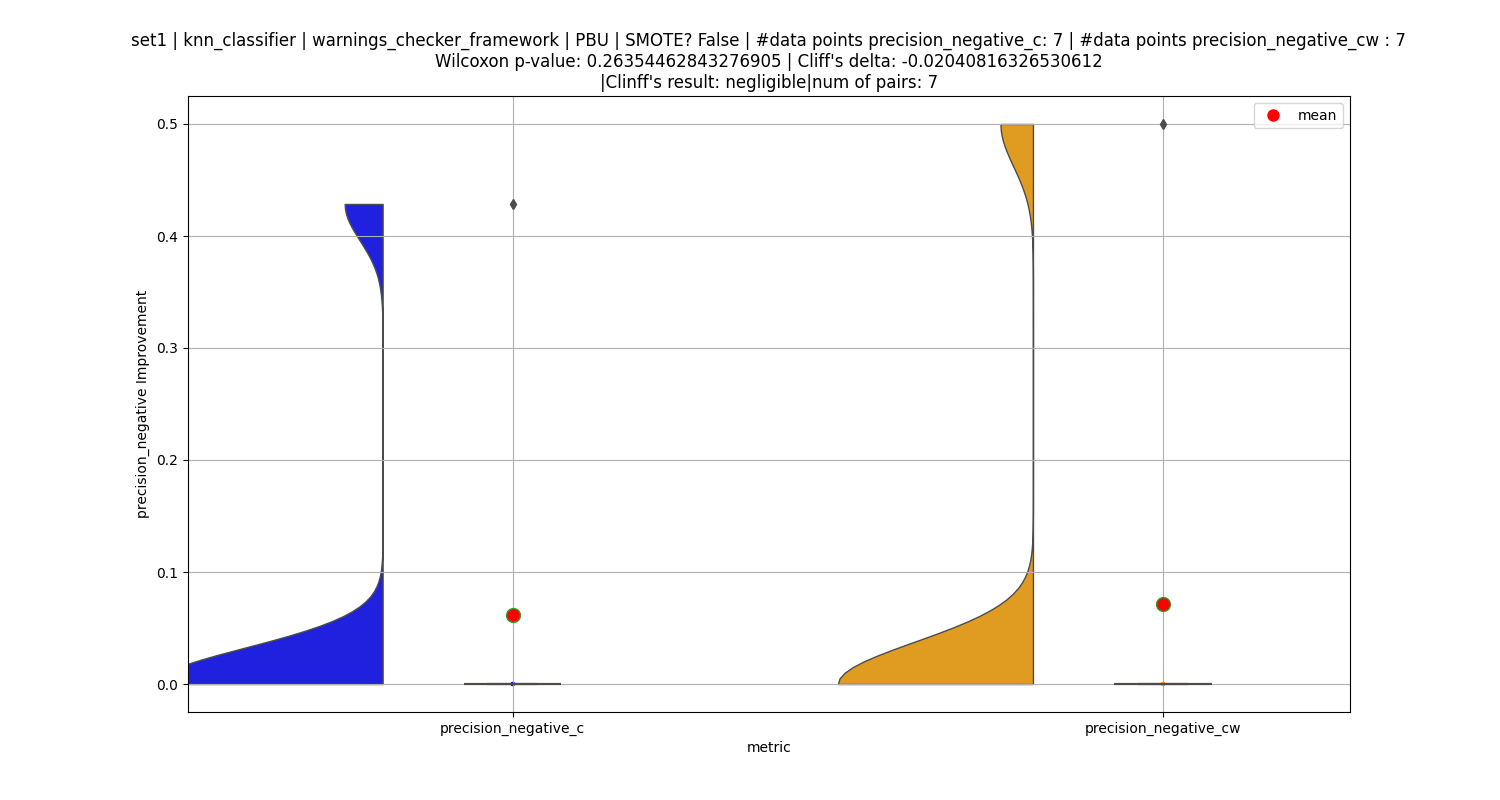 set1 | knn_classifier | warnings_checker_framework | PBU | SMOTE? False | #data points precision_negative_c: 7 | #data points precision_negative_cw : 7
Wilcoxon p-value: 0.26354462843276905 | Cliff's delta: -0.02040816326530612
|Clinff's result: negligible|num of pairs: 7
mean
0.5
0.4
0.3
0.2
0.1
0.0
precision_negative Improvement
precision_negative_c
precision_negative_cw
metric